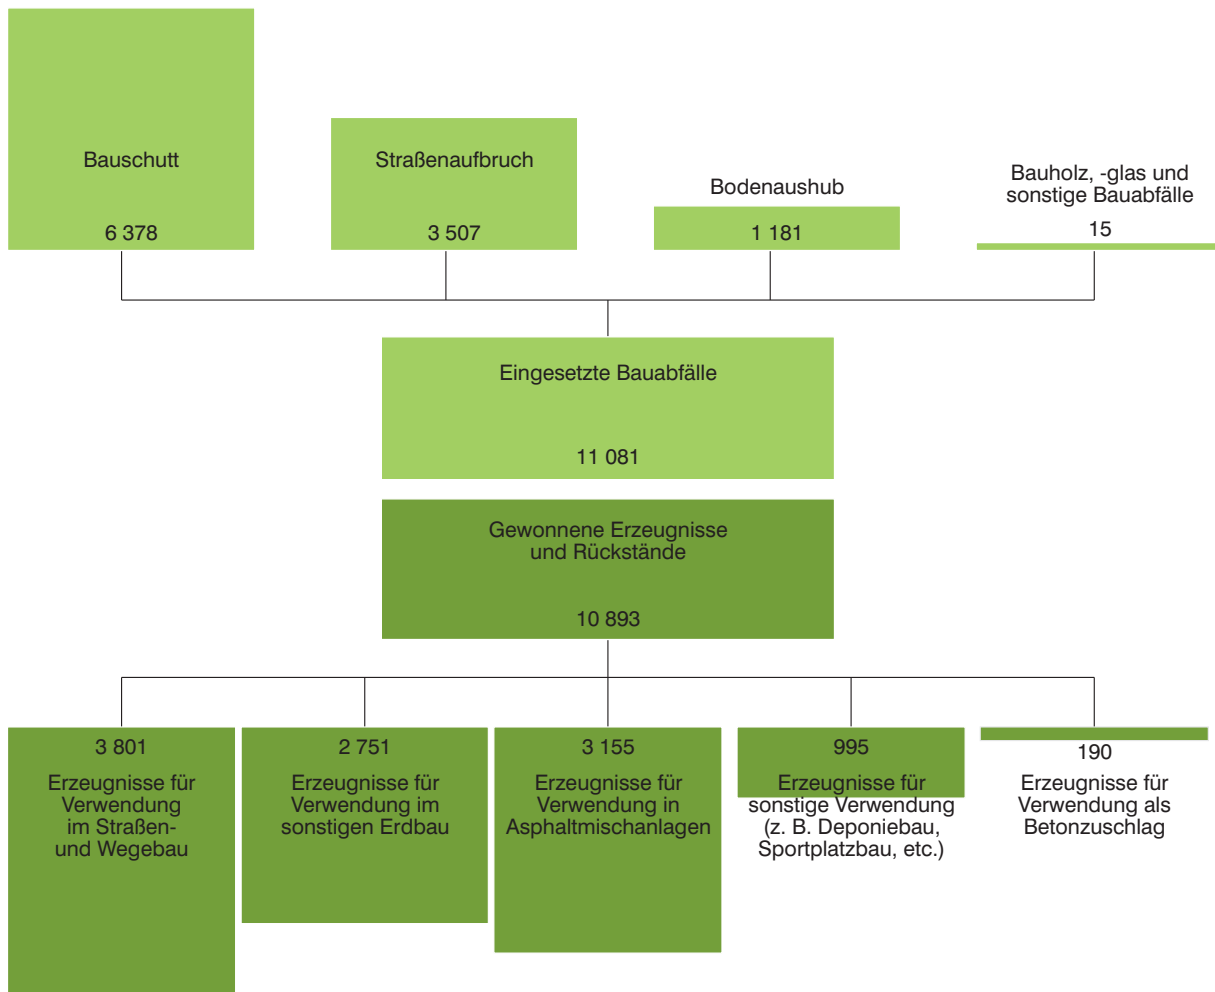 Bauschutt
6 378
Straßenaufbruch
3 507
Bodenaushub
1 181
Bauholz, -glas und
sonstige Bauabfälle
15
Eingesetzte Bauabfälle
11 081
Gewonnene Erzeugnisse
und Rückstände
10 893
3 801
Erzeugnisse für
Verwendung
im Straßen-
und Wegebau
2 751
Erzeugnisse für
Verwendung im
sonstigen Erdbau
3 155
Erzeugnisse für
Verwendung in
Asphaltmischanlagen
995
Erzeugnisse für
sonstige Verwendung
(z. B. Deponiebau,
Sportplatzbau, etc.)
190
Erzeugnisse für
Verwendung als
Betonzuschlag